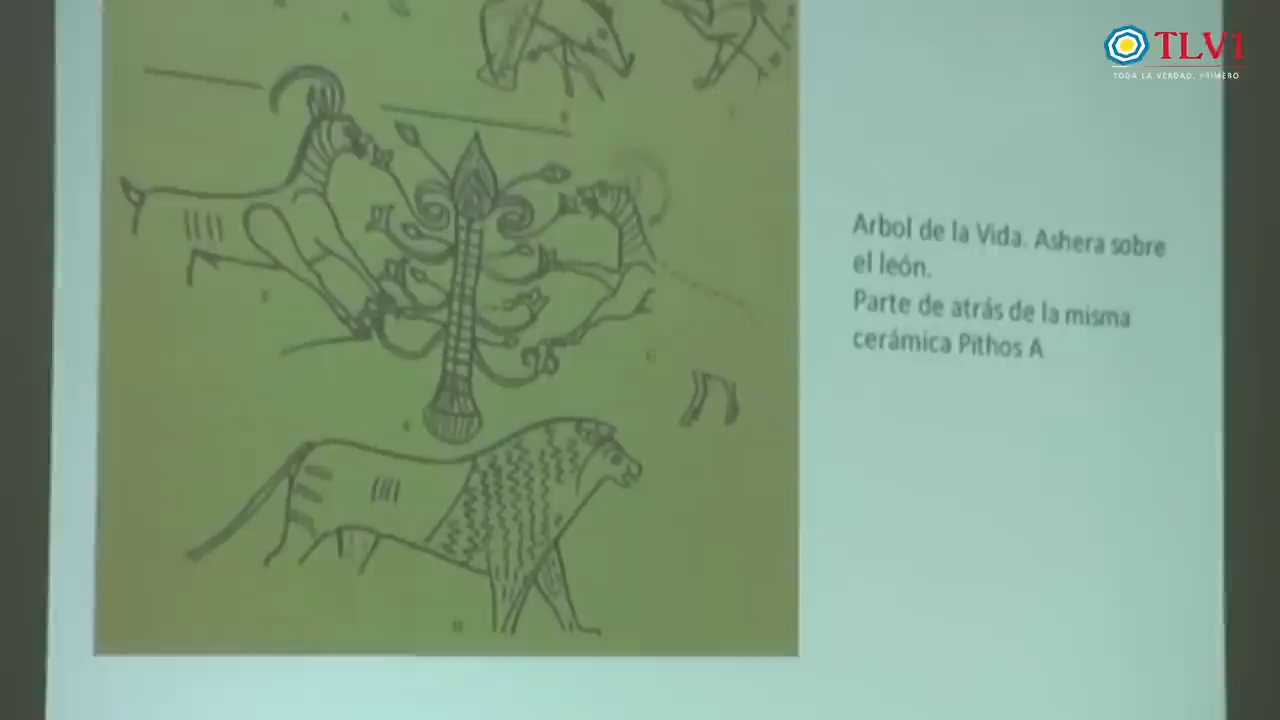 TLV1
TODA LA VERDAD, PRIMERO
Arbol de la Vida. Ashera sobre
el león.
Parte de atrás de la misma
cerámica Pithos A